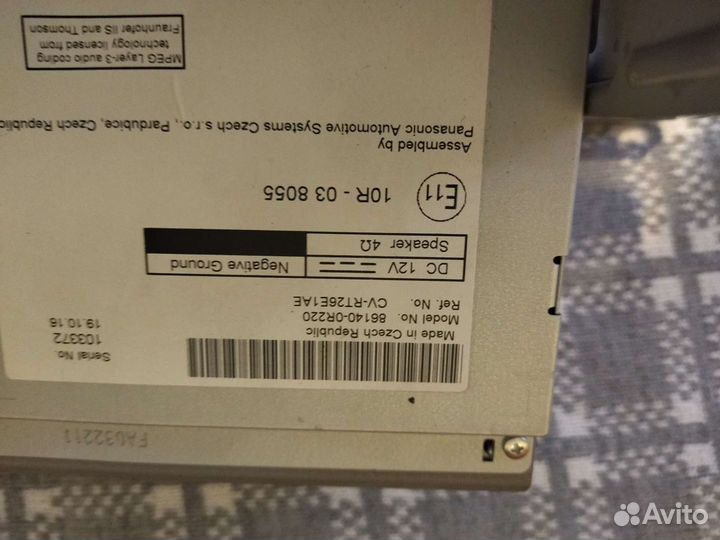 FA032211
Made in Czech Republic
Model No. 86140-0R220
Ref. No. CV-RT26E1AE
Serial No.
103372
19.10.16
DC 12V Negative Ground
Speaker 4Ω
E11 10R - 03 8055
Assembled by
Panasonic Automotive Systems Czech s.r.o., Pardubice, Czech Republic
MPEG Layer-3 audio coding
technology licensed from
Fraunhofer IIS and Thomson
Avito